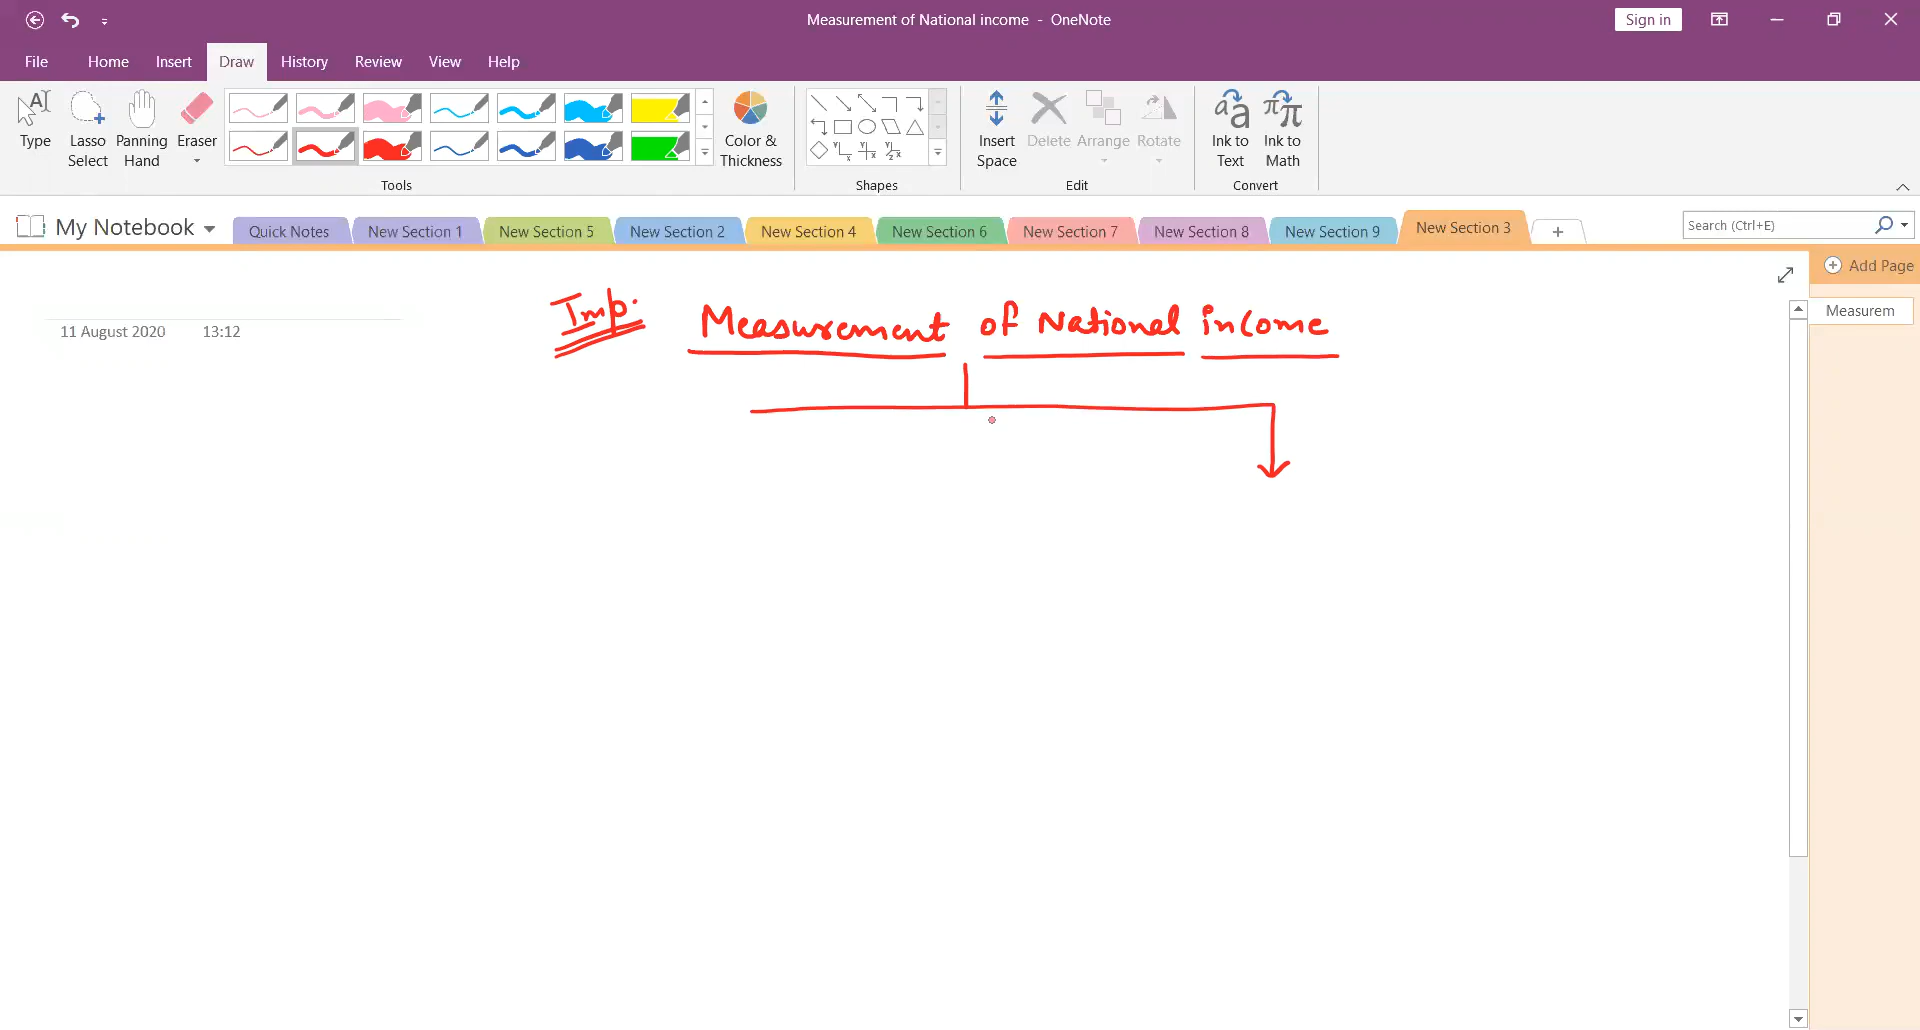 Measurement of National income - OneNote
Sign in
File Home Insert Draw History Review View Help
Type
Lasso Select
Panning Hand
Eraser
Color & Thickness
Insert Space
Delete
Arrange
Rotate
Ink to Text
Ink to Math
Tools
Shapes
Edit
Convert
My Notebook
Quick Notes
New Section 1
New Section 5
New Section 2
New Section 4
New Section 6
New Section 7
New Section 8
New Section 9
New Section 3
Search (Ctrl+E)
Add Page
Measurem
11 August 2020 13:12
Imp. Measurement of National income